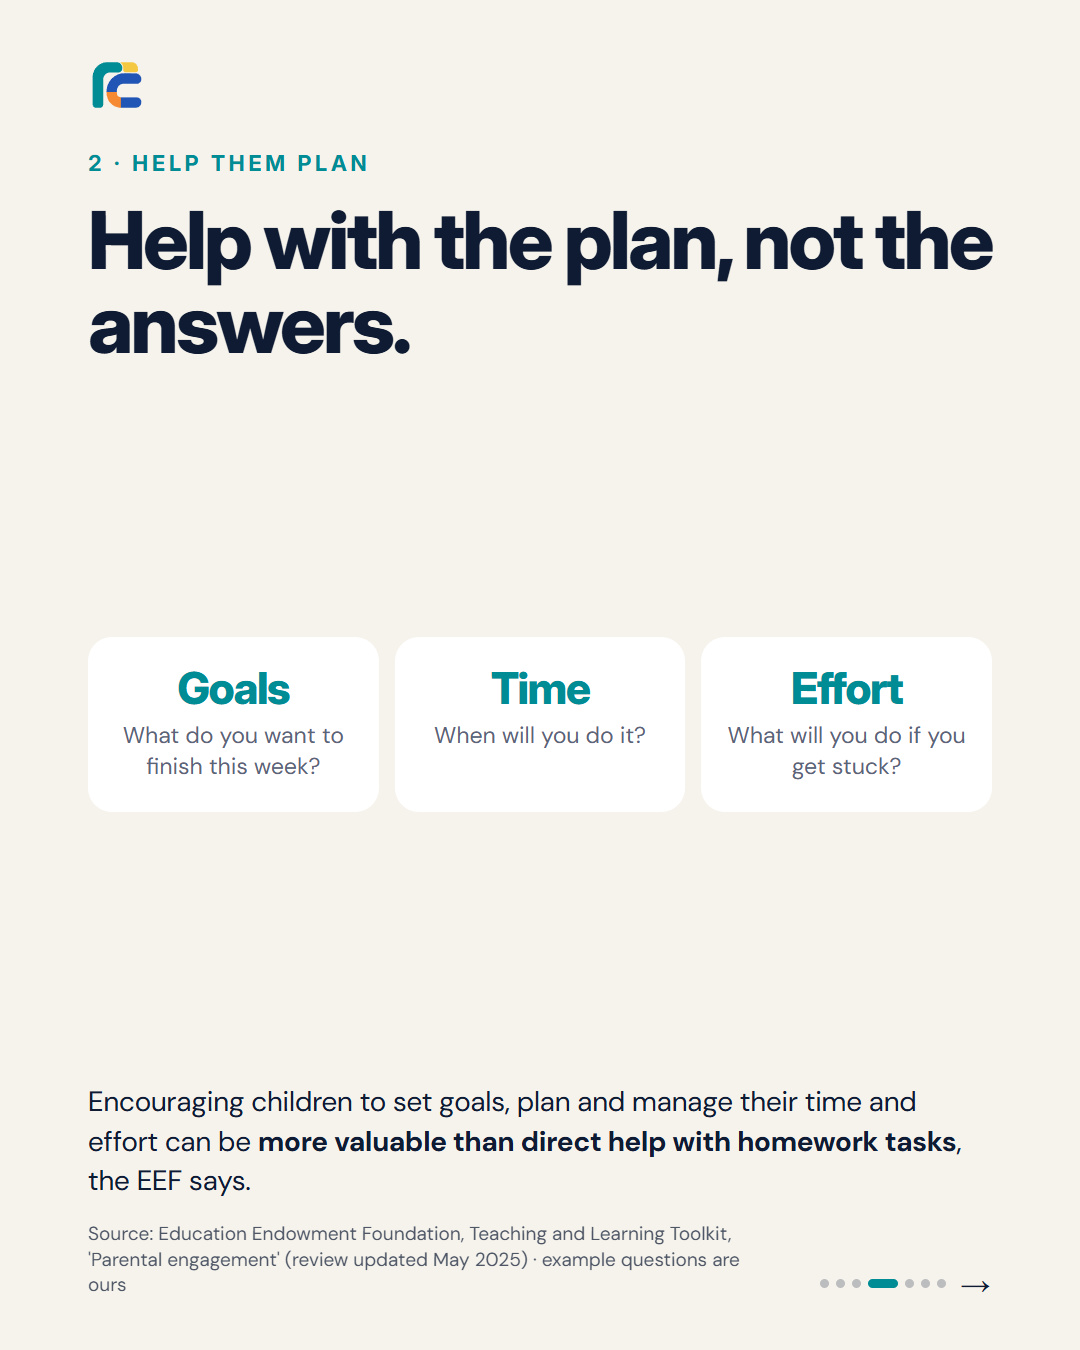 2 · HELP THEM PLAN
Help with the plan, not the
answers.
Goals
What do you want to
finish this week?
Time
When will you do it?
Effort
What will you do if you
get stuck?
Encouraging children to set goals, plan and manage their time and
effort can be more valuable than direct help with homework tasks,
the EEF says.
Source: Education Endowment Foundation, Teaching and Learning Toolkit,
'Parental engagement' (review updated May 2025) · example questions are
ours
→